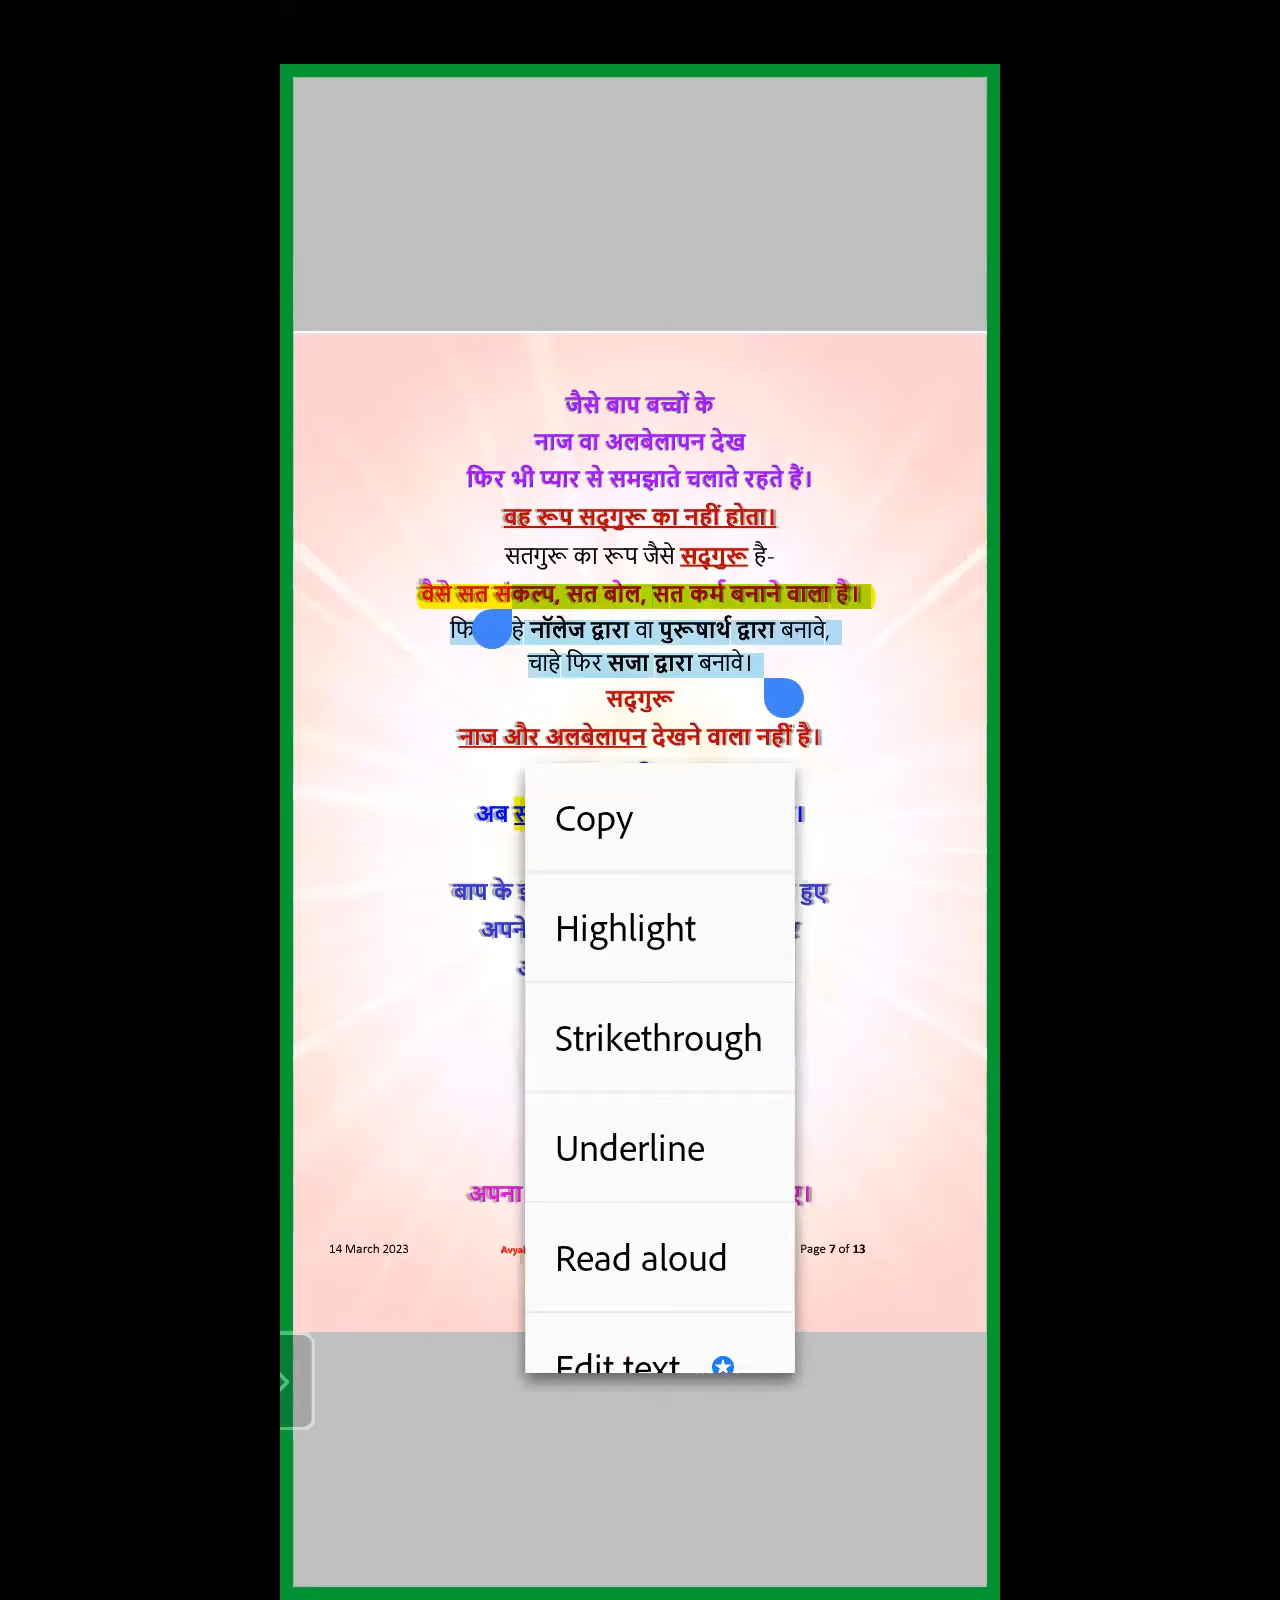 जैसे बाप बच्चों के
नाज वा अलबेलापन देख
फिर भी प्यार से समझाते चलाते रहते हैं।
वह रूप सद्गुरू का नहीं होता।
सतगुरू का रूप जैसे सद्गुरू है-
वैसे सत संकल्प, सत बोल, सत कर्म बनाने वाला है।
नॉलेज द्वारा वा पुरूषार्थ द्वारा बनावे,
चाहे फिर सजा द्वारा बनावे।
सद्गुरू
नाज और अलबेलापन देखने वाला नहीं है।
अब
बाप के हुए
अपना
Copy
Highlight
Strikethrough
Underline
Read aloud
Edit text
14 March 2023 Page 7 of 13